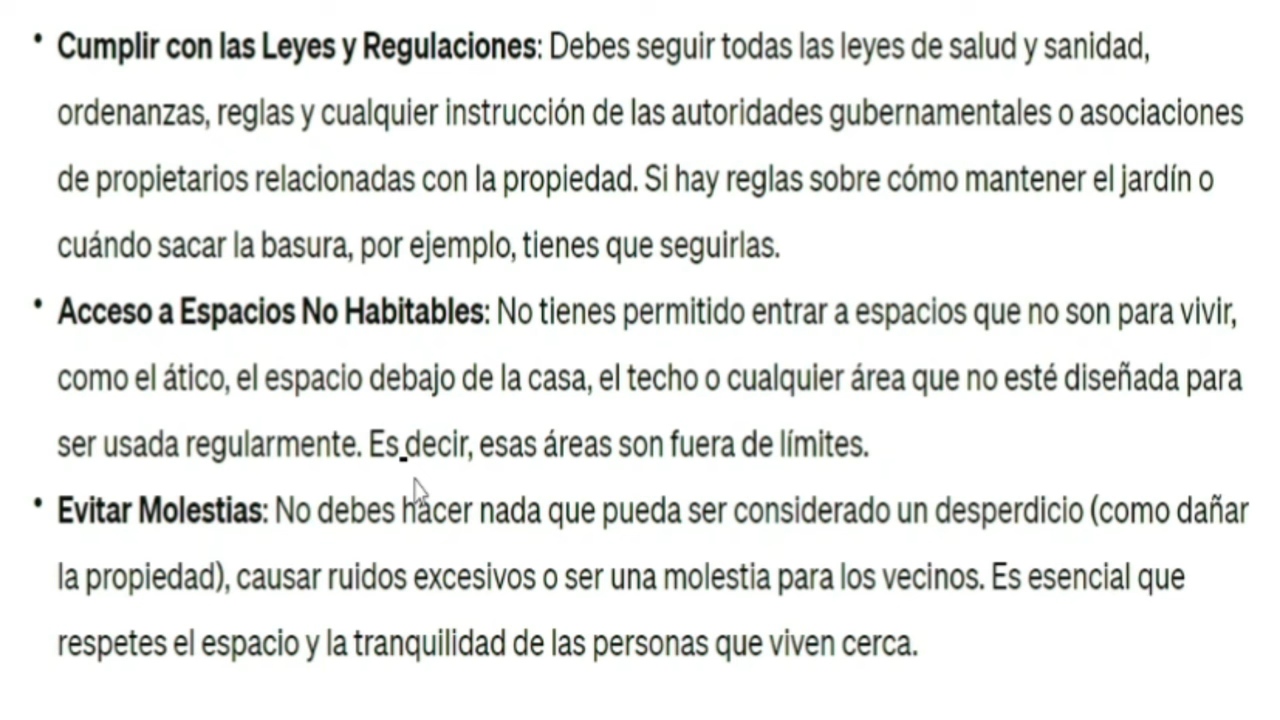 • Cumplir con las Leyes y Regulaciones: Debes seguir todas las leyes de salud y sanidad,
ordenanzas, reglas y cualquier instrucción de las autoridades gubernamentales o asociaciones
de propietarios relacionadas con la propiedad. Si hay reglas sobre cómo mantener el jardín o
cuándo sacar la basura, por ejemplo, tienes que seguirlas.
• Acceso a Espacios No Habitables: No tienes permitido entrar a espacios que no son para vivir,
como el ático, el espacio debajo de la casa, el techo o cualquier área que no esté diseñada para
ser usada regularmente. Es decir, esas áreas son fuera de límites.
• Evitar Molestias: No debes hacer nada que pueda ser considerado un desperdicio (como dañar
la propiedad), causar ruidos excesivos o ser una molestia para los vecinos. Es esencial que
respetes el espacio y la tranquilidad de las personas que viven cerca.